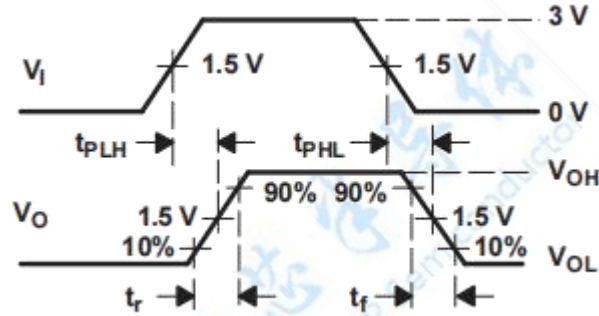 3 V
VI 1.5 V 1.5 V
0 V
tPLH tPHL
VOH
90% 90%
VO 1.5 V 1.5 V
10% 10%
VOL
tr tf